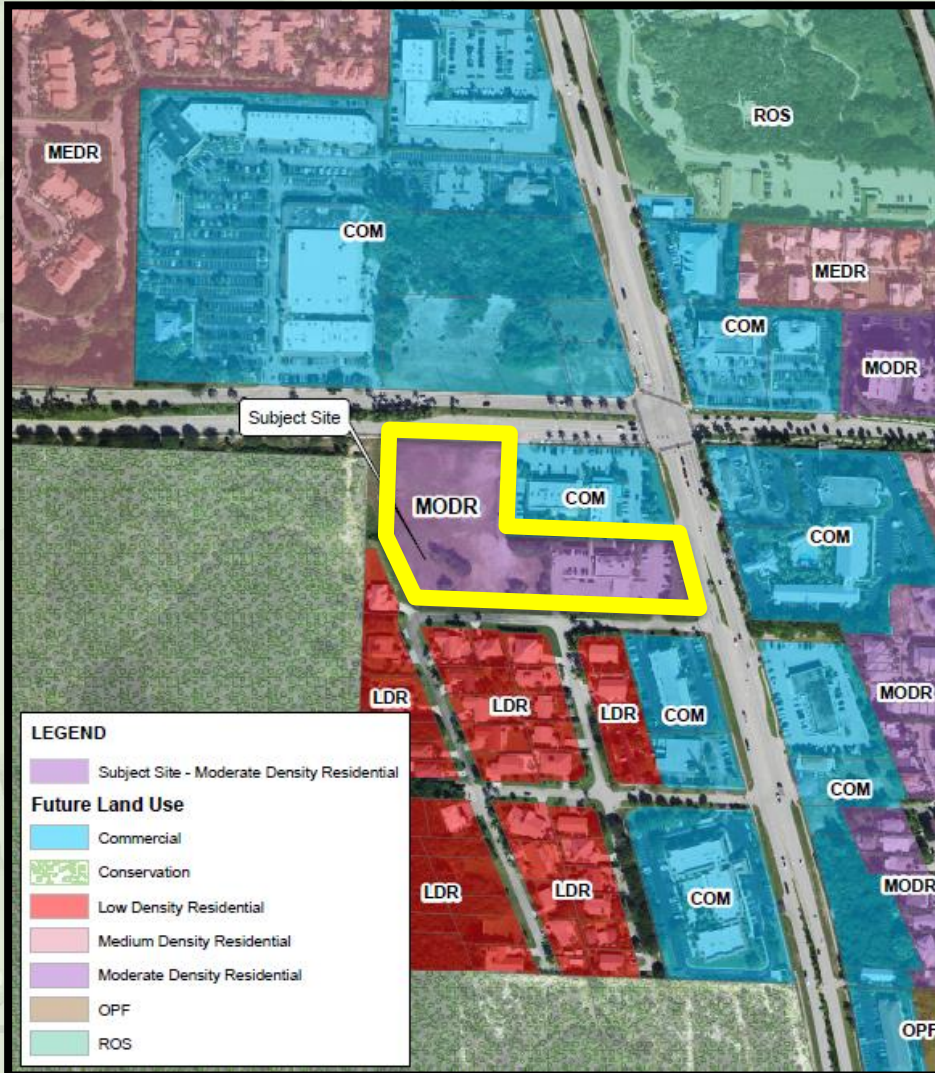 ROS
MEDR
COM
MEDR
COM
MODR
Subject Site
MODR
COM
COM
MODR
LDR
LDR
LDR
COM
COM
MODR
LDR
LDR
COM
OPF
LEGEND
Subject Site - Moderate Density Residential
Future Land Use
Commercial
Conservation
Low Density Residential
Medium Density Residential
Moderate Density Residential
OPF
ROS